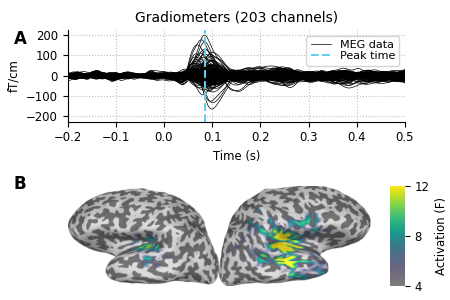 Gradiometers (203 channels)
A
fT/cm
200
100
0
−100
−200
MEG data
Peak time
−0.2 −0.1 0.0 0.1 0.2 0.3 0.4 0.5
Time (s)
B
12
8
4
Activation (F)